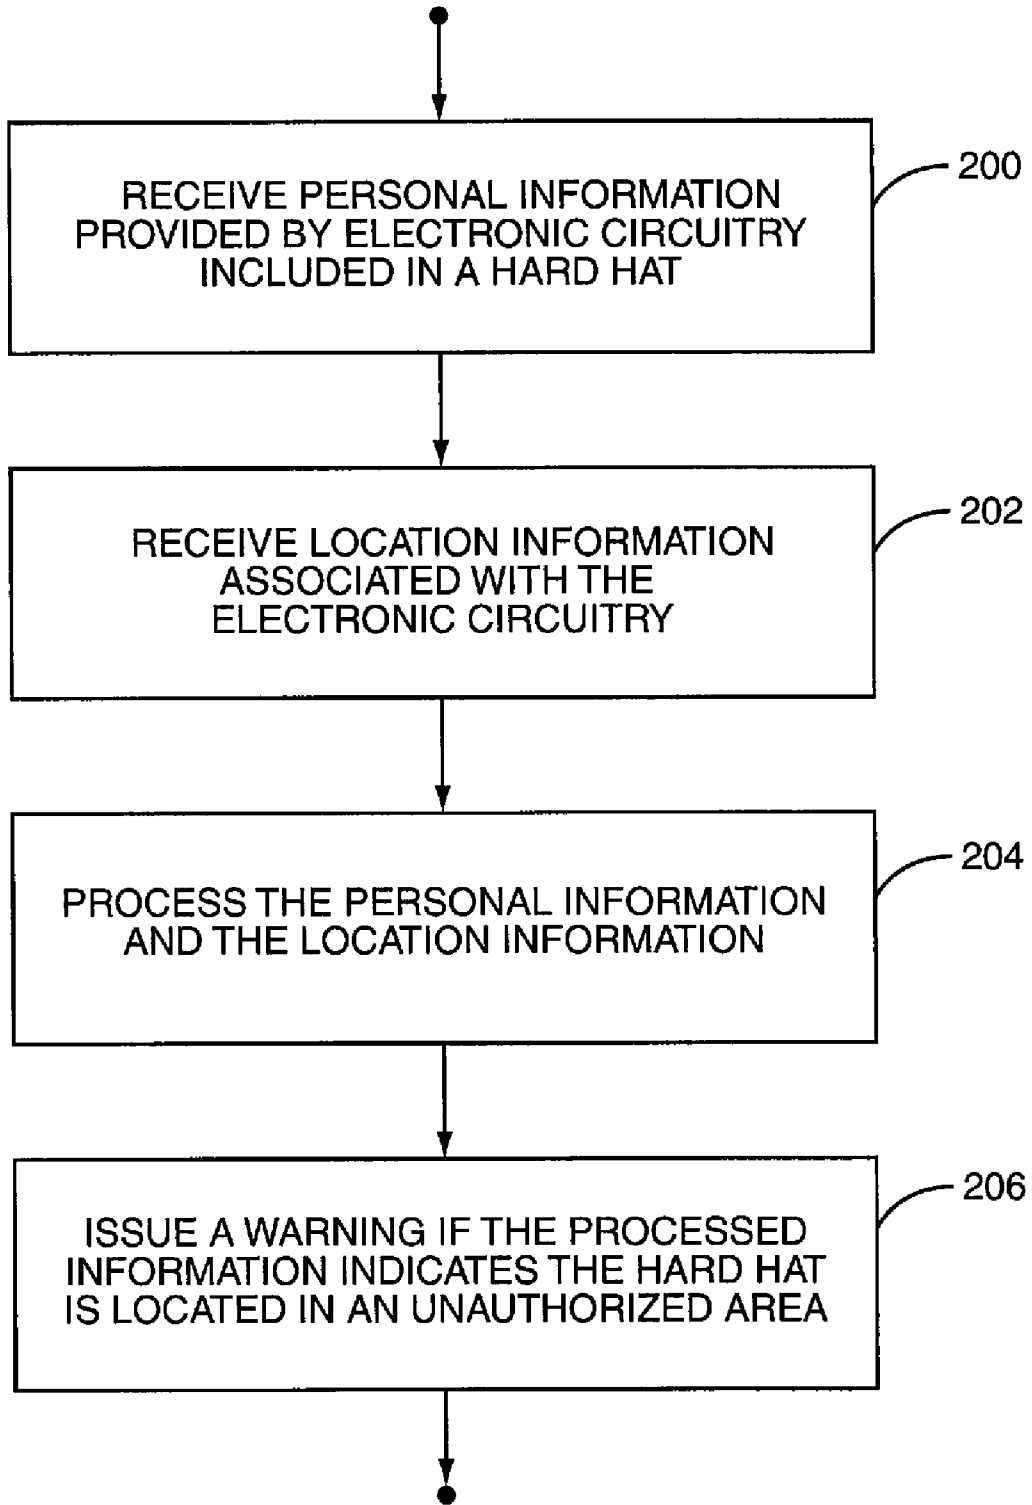 RECEIVE PERSONAL INFORMATION
PROVIDED BY ELECTRONIC CIRCUITRY
INCLUDED IN A HARD HAT
200
RECEIVE LOCATION INFORMATION
ASSOCIATED WITH THE
ELECTRONIC CIRCUITRY
202
PROCESS THE PERSONAL INFORMATION
AND THE LOCATION INFORMATION
204
ISSUE A WARNING IF THE PROCESSED
INFORMATION INDICATES THE HARD HAT
IS LOCATED IN AN UNAUTHORIZED AREA
206